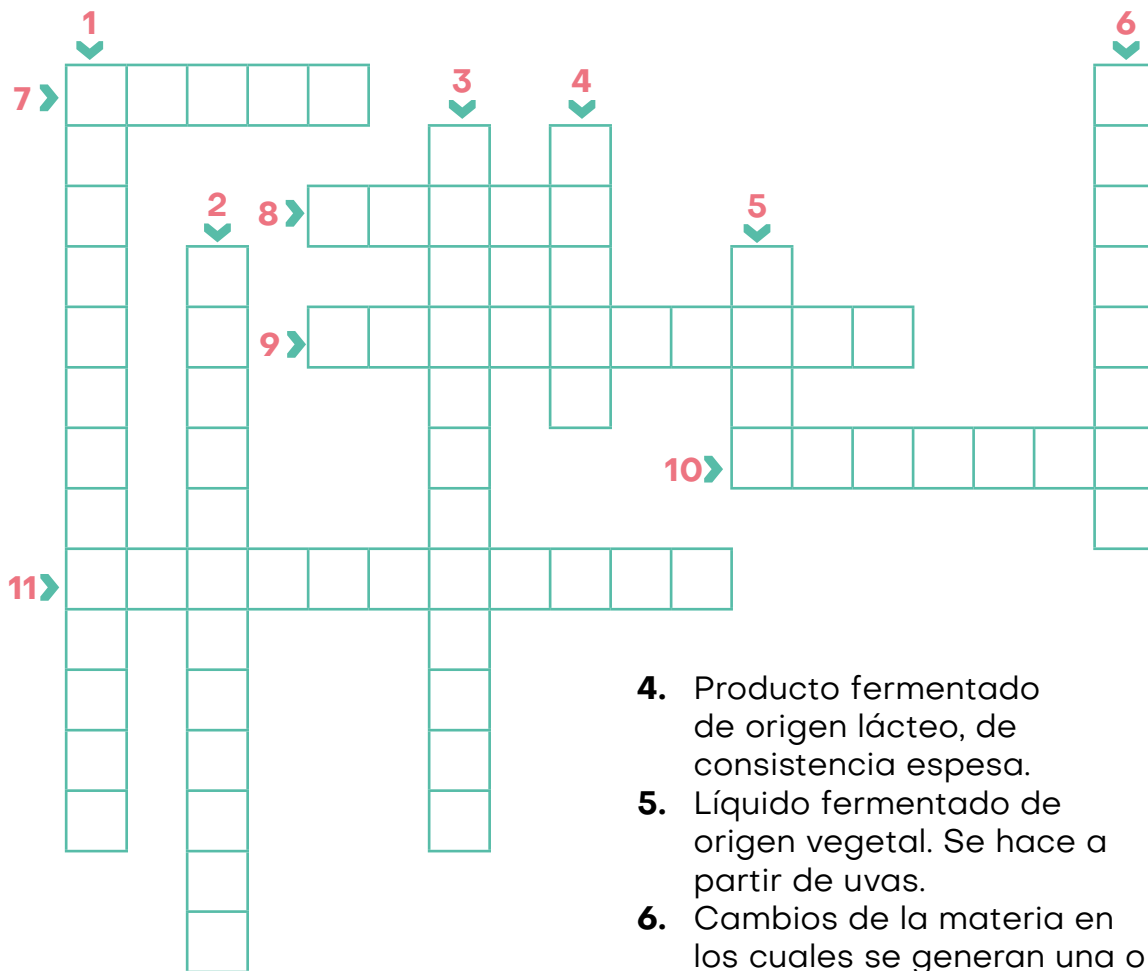 1
6
7
3
4
2
8
5
9
10
11
4. Producto fermentado
de origen lácteo, de
consistencia espesa.
5. Líquido fermentado de
origen vegetal. Se hace a
partir de uvas.
6. Cambios de la materia en
los cuales se generan una o